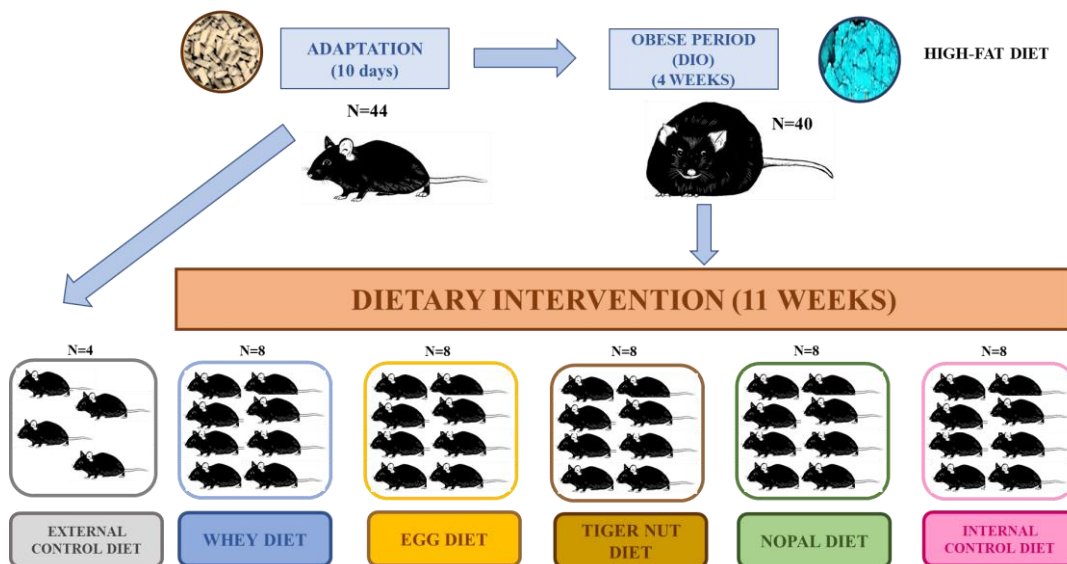 ADAPTATION
(10 days)
OBESE PERIOD
(DIO)
(4 WEEKS)
HIGH-FAT DIET
N=44
N=40
DIETARY INTERVENTION (11 WEEKS)
N=4
N=8
N=8
N=8
N=8
N=8
EXTERNAL
CONTROL DIET
WHEY DIET
EGG DIET
TIGER NUT
DIET
NOPAL DIET
INTERNAL
CONTROL DIET